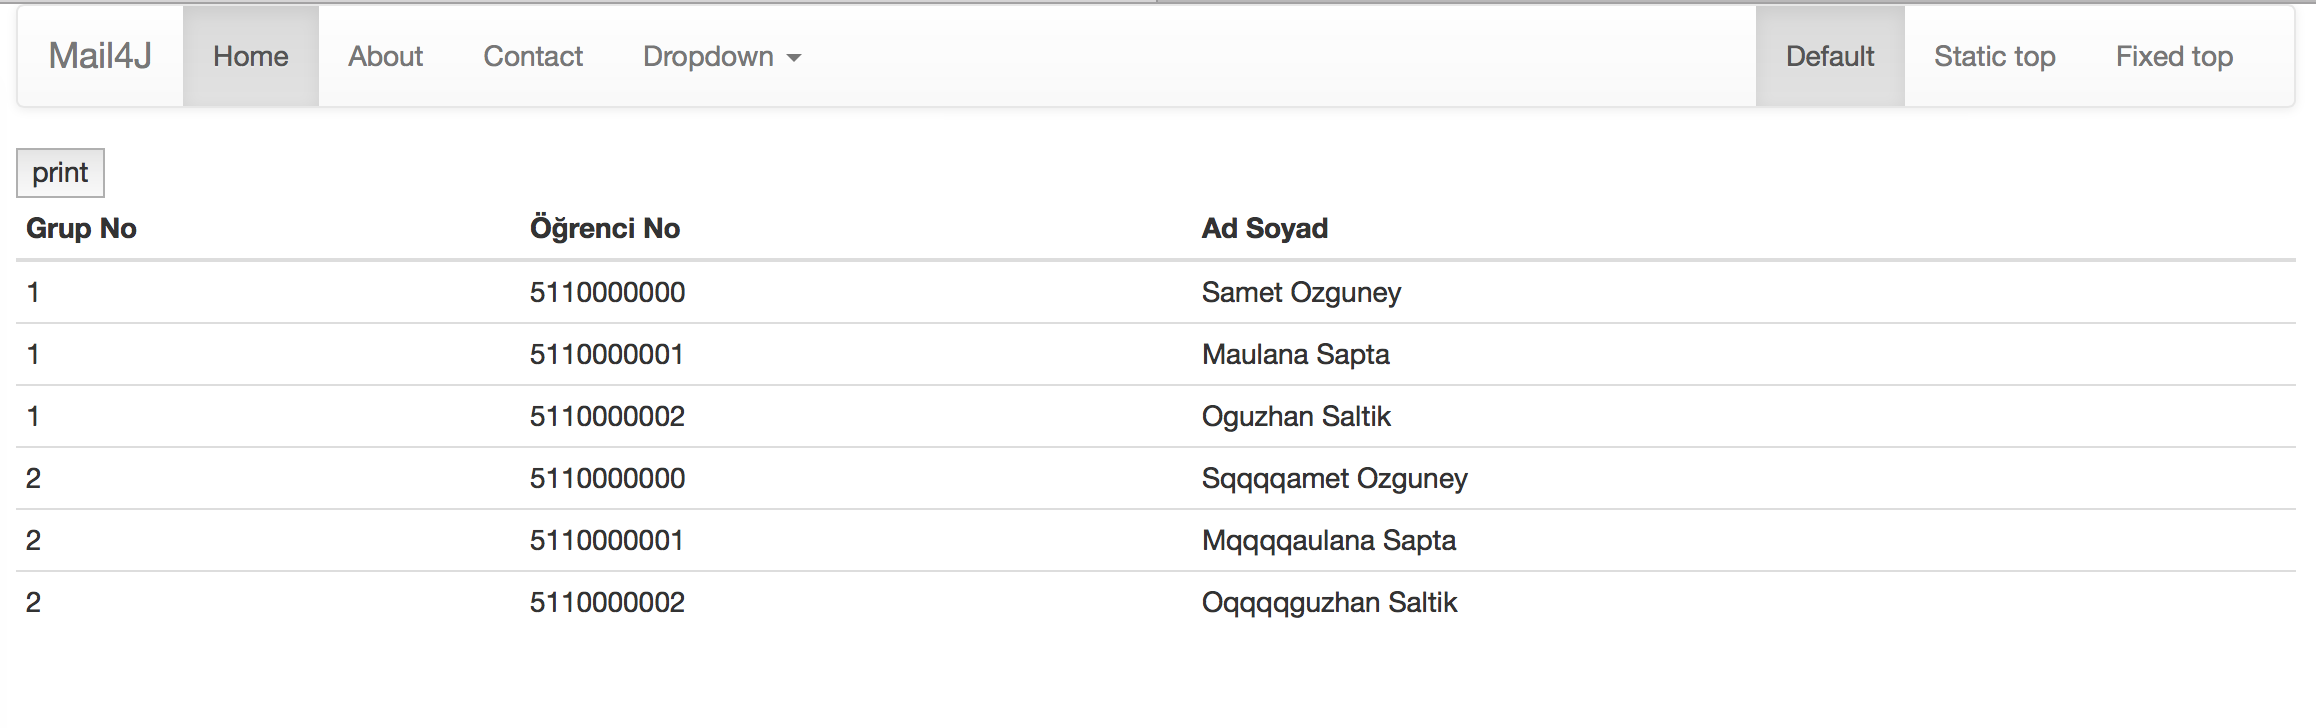 Mail4J Home About Contact Dropdown Default Static top Fixed top
print
Grup No Öğrenci No Ad Soyad
1 5110000000 Samet Ozguney
1 5110000001 Maulana Sapta
1 5110000002 Oguzhan Saltik
2 5110000000 Sqqqqamet Ozguney
2 5110000001 Mqqqqaulana Sapta
2 5110000002 Oqqqqguzhan Saltik